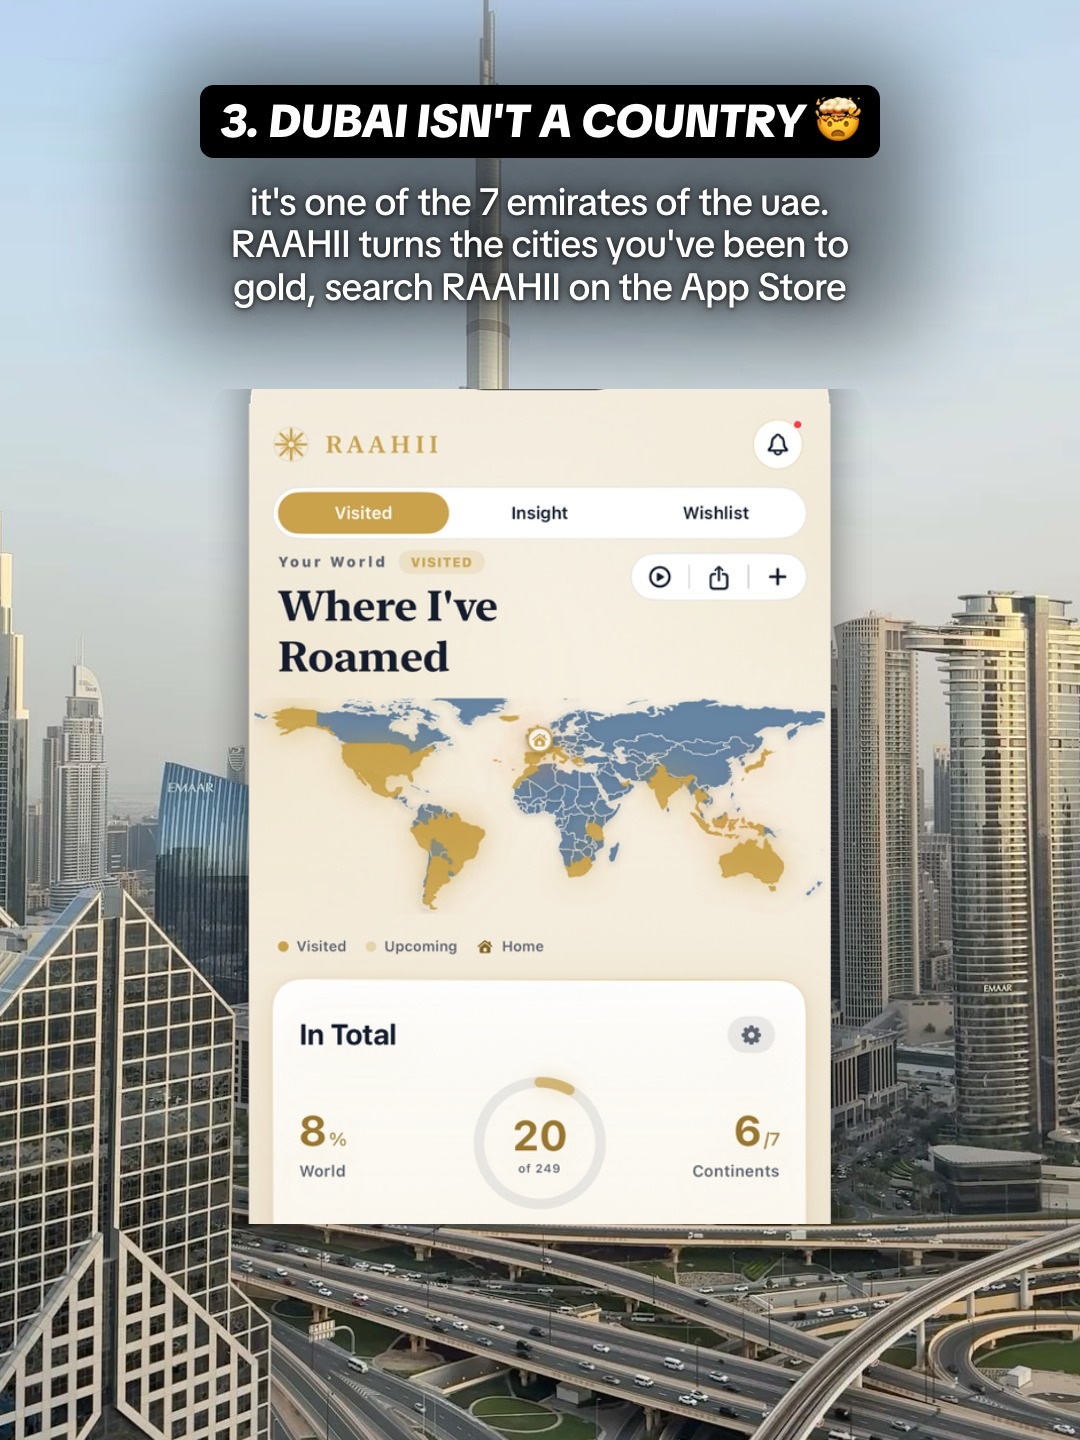 3. DUBAI ISN'T A COUNTRY 🤯
it's one of the 7 emirates of the uae.
RAAHII turns the cities you've been to
gold, search RAAHII on the App Store
RAAHII
Visited Insight Wishlist
Your World VISITED
Where I've
Roamed
Visited Upcoming Home
In Total
8% 20 6/7
of 249
World Continents
EMAAR
EMAAR